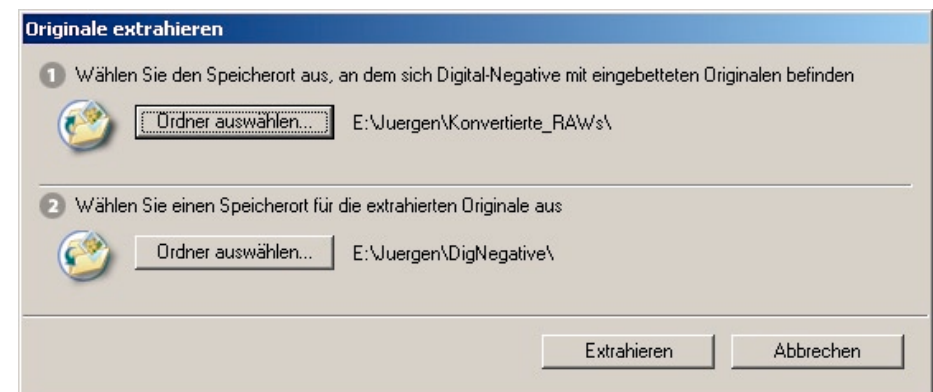 Originale extrahieren
1 Wählen Sie den Speicherort aus, an dem sich Digital-Negative mit eingebetteten Originalen befinden
Ordner auswählen... E:\Juergen\Konvertierte_RAWs\
2 Wählen Sie einen Speicherort für die extrahierten Originale aus
Ordner auswählen... E:\Juergen\DigNegative\
Extrahieren Abbrechen